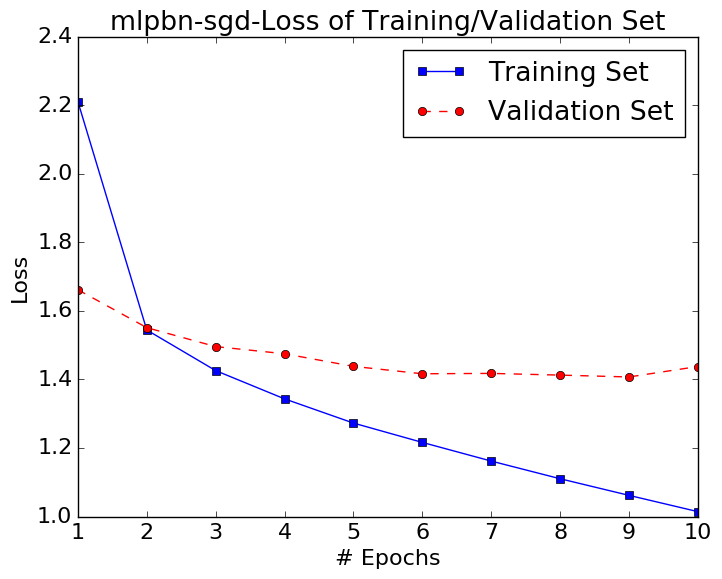 mlpbn-sgd-Loss of Training/Validation Set
2.4
2.2
2.0
1.8
1.6
1.4
1.2
1.0
Loss
Training Set
Validation Set
1 2 3 4 5 6 7 8 9 10
# Epochs